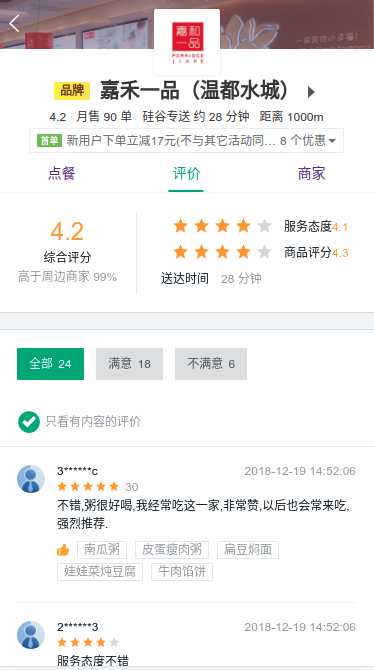 一品義の小幸福！
嘉和
一品
PORRIDGE
JIAHE
品牌 嘉禾一品（温都水城）
4.2 · 月售 90 单 · 硅谷专送 约 28 分钟 · 距离 1000m
首单 新用户下单立减17元(不与其它活动同… 8 个优惠
点餐 评价 商家
4.2
综合评分
高于周边商家 99%
服务态度4.1
商品评分4.3
送达时间 28 分钟
全部 24 满意 18 不满意 6
只看有内容的评价
3******c 2018-12-19 14:52:06
30
不错,粥很好喝,我经常吃这一家,非常赞,以后也会常来吃,
强烈推荐.
南瓜粥 皮蛋瘦肉粥 扁豆焖面
娃娃菜炖豆腐 牛肉馅饼
2******3 2018-12-19 14:52:06
服务态度不错